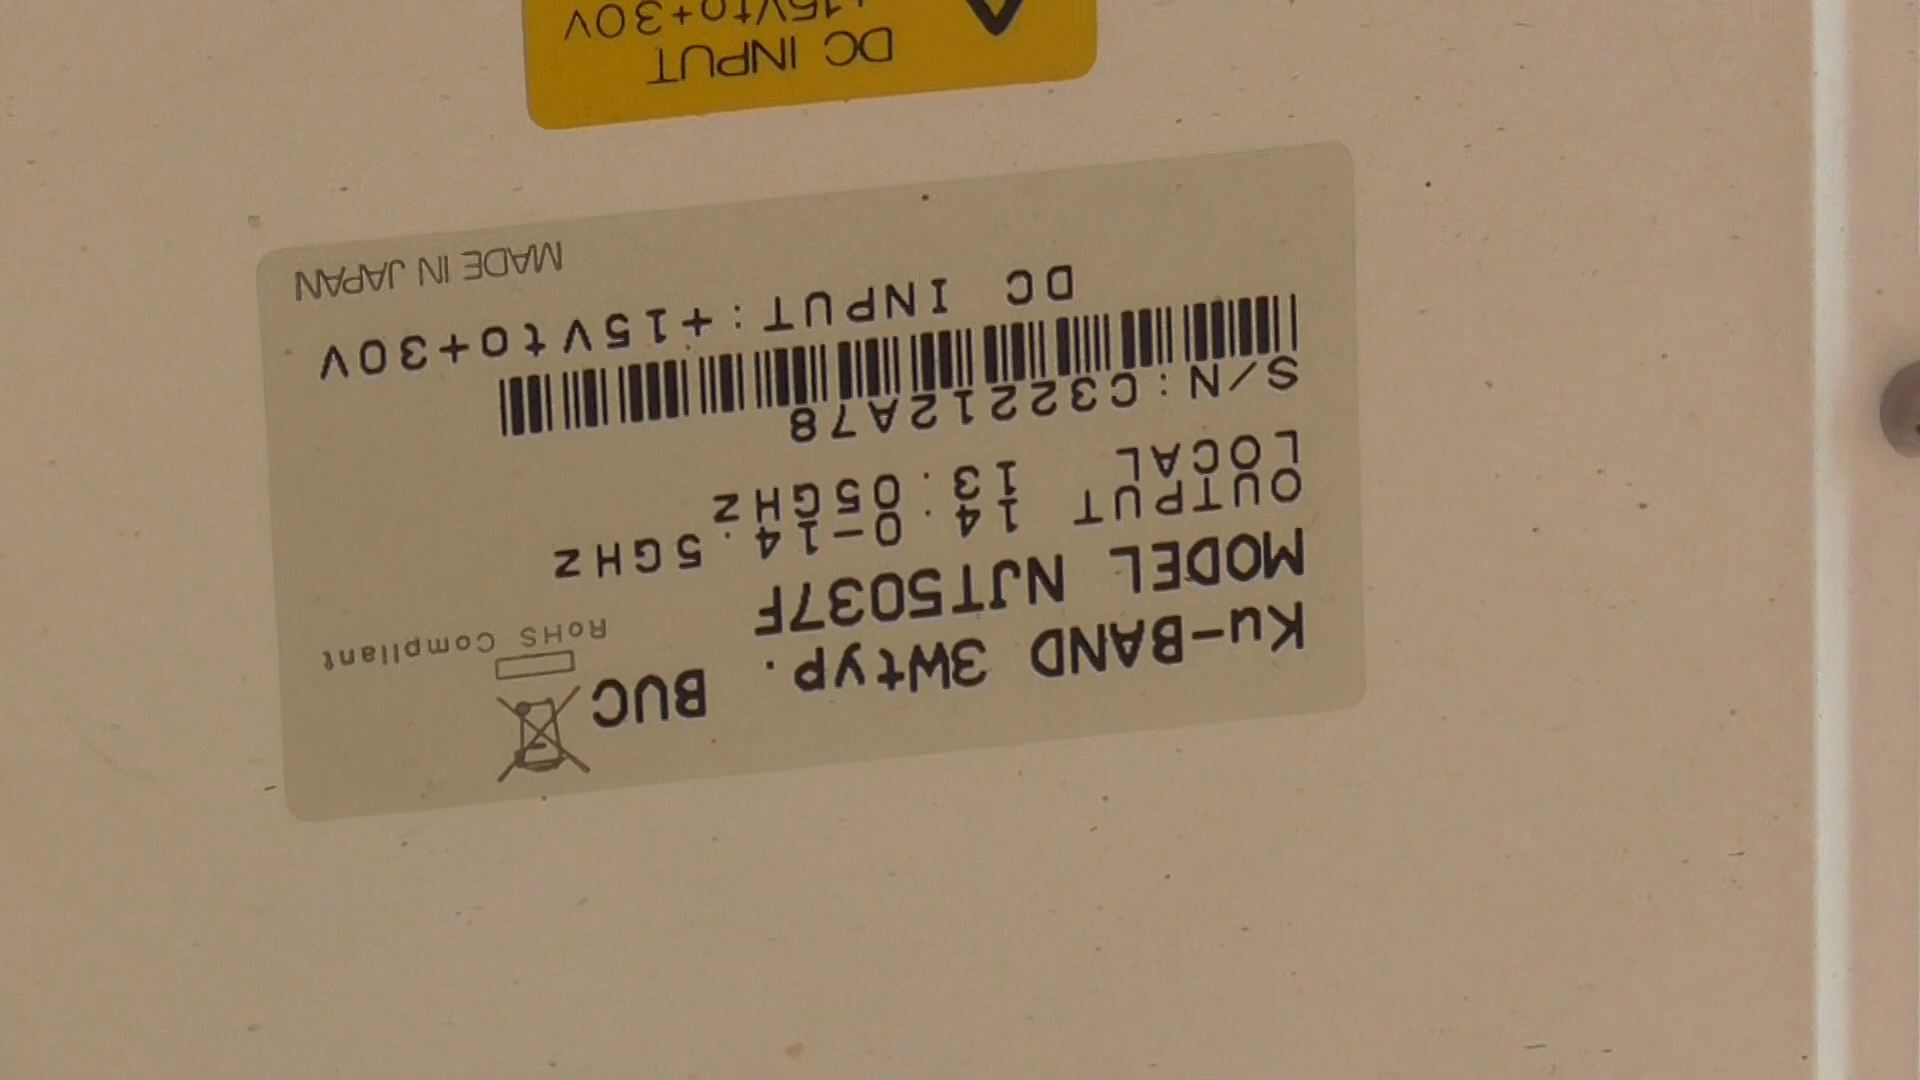 Ku-BAND 3Wtyp. BUC
MODEL NJT5037F
RoHS Compliant
OUTPUT 14.0-14.5GHz
LOCAL 13.05GHz
S/N:C32212A78
DC INPUT:+15Vto+30V
MADE IN JAPAN
DC INPUT
+15Vto+30V